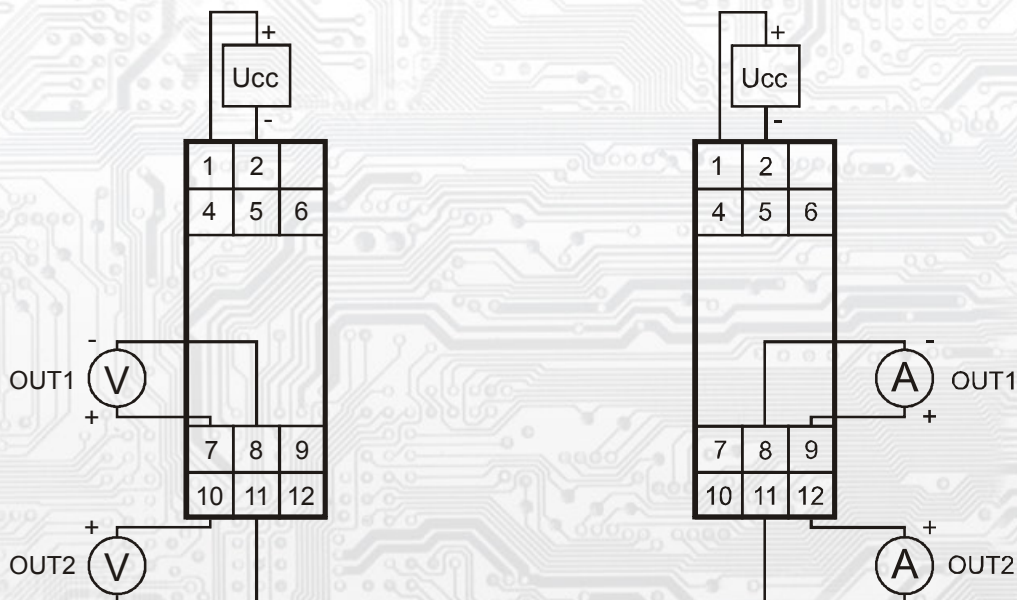 + +
Ucc Ucc
- -
1 2 1 2
4 5 6 4 5 6
- -
OUT1 V A OUT1
+ +
7 8 9 7 8 9
10 11 12 10 11 12
+ +
OUT2 V A OUT2